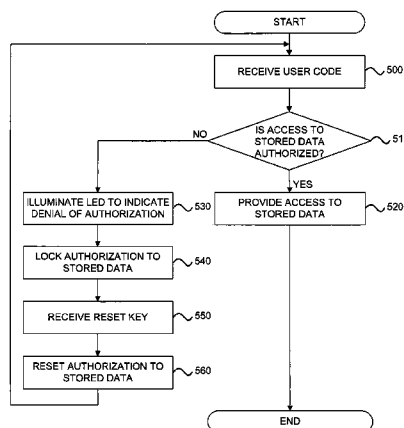 START
RECEIVE USER CODE
500
IS ACCESS TO
STORED DATA
AUTHORIZED?
51
NO
YES
ILLUMINATE LED TO INDICATE
DENIAL OF AUTHORIZATION
530
PROVIDE ACCESS TO
STORED DATA
520
LOCK AUTHORIZATION TO
STORED DATA
540
RECEIVE RESET KEY
550
RESET AUTHORIZATION TO
STORED DATA
560
END